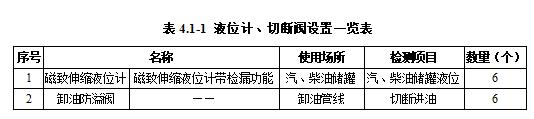 表 4.1-1 液位计、切断阀设置一览表
序号 名称 使用场所 检测项目 数量（个）
1 磁致伸缩液位计 磁致伸缩液位计带检漏功能 汽、柴油储罐 汽、柴油储罐液位 6
2 卸油防溢阀 —— 卸油管线 切断进油 6